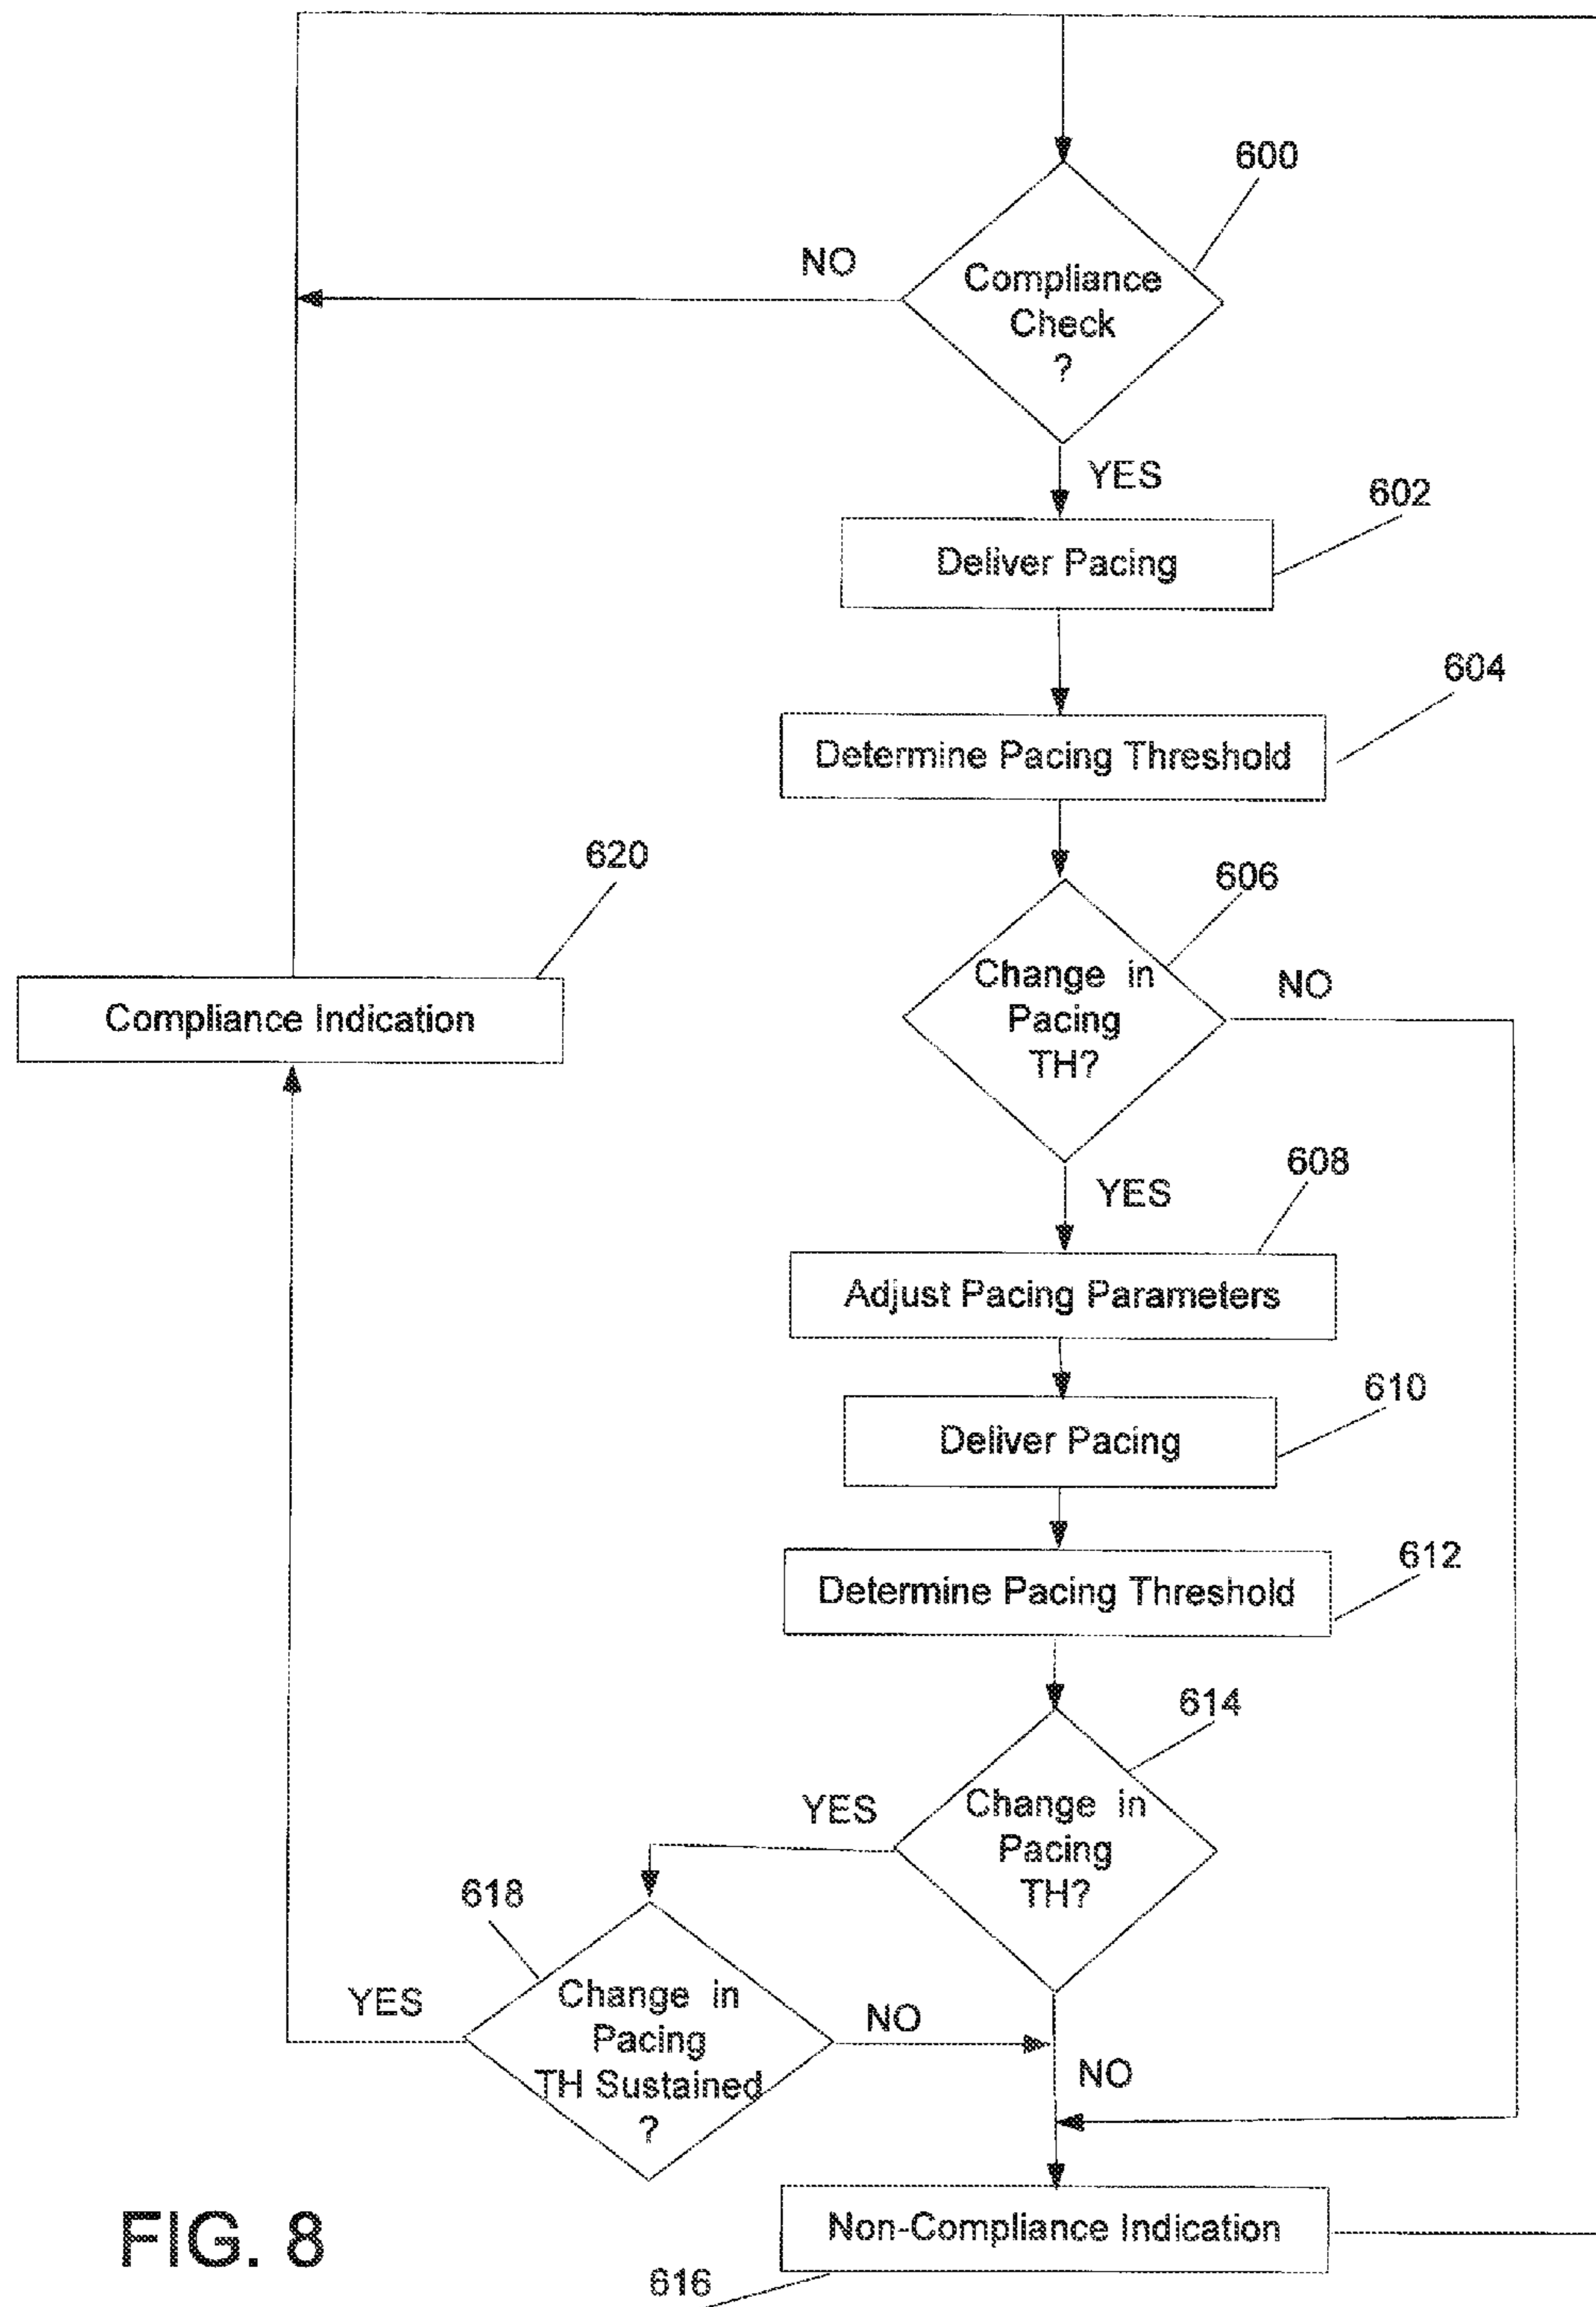 600
NO
Compliance
Check
?
YES
602
Deliver Pacing
604
Determine Pacing Threshold
620
606
Compliance Indication
Change in
Pacing
TH?
NO
608
YES
Adjust Pacing Parameters
610
Deliver Pacing
612
Determine Pacing Threshold
614
YES
Change in
Pacing
TH?
618
YES
Change in
Pacing
TH Sustained
?
NO
NO
FIG. 8
Non-Compliance Indication
616